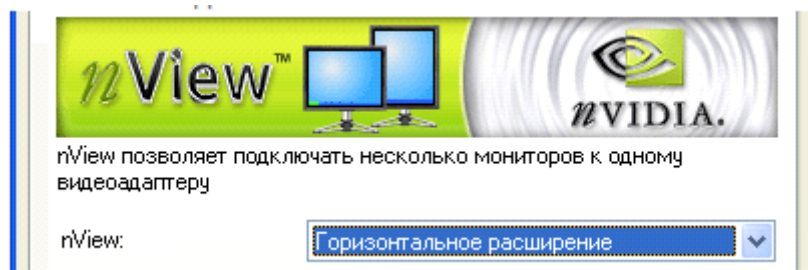 nView™
nVIDIA.
nView позволяет подключать несколько мониторов к одному
видеоадаптеру
nView:
Горизонтальное расширение